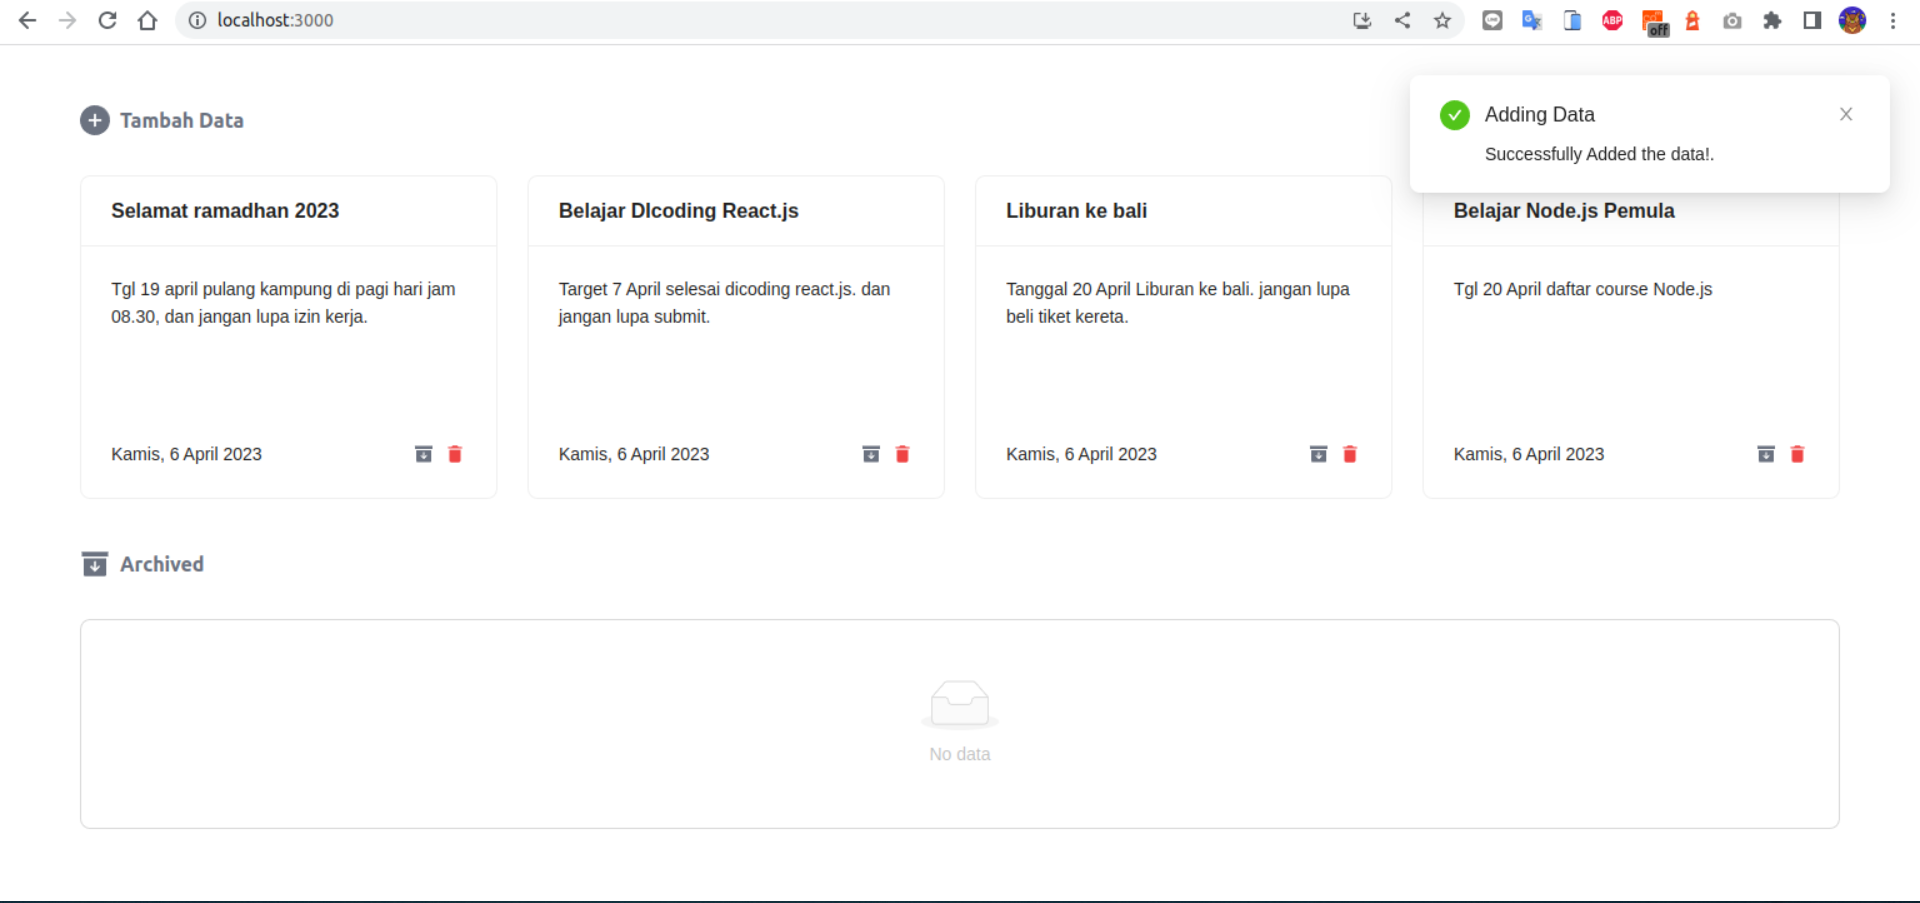 localhost:3000
ABP
off
Tambah Data
Adding Data
Successfully Added the data!.
Selamat ramadhan 2023
Tgl 19 april pulang kampung di pagi hari jam
08.30, dan jangan lupa izin kerja.
Kamis, 6 April 2023
Belajar DIcoding React.js
Target 7 April selesai dicoding react.js. dan
jangan lupa submit.
Kamis, 6 April 2023
Liburan ke bali
Tanggal 20 April Liburan ke bali. jangan lupa
beli tiket kereta.
Kamis, 6 April 2023
Belajar Node.js Pemula
Tgl 20 April daftar course Node.js
Kamis, 6 April 2023
Archived
No data